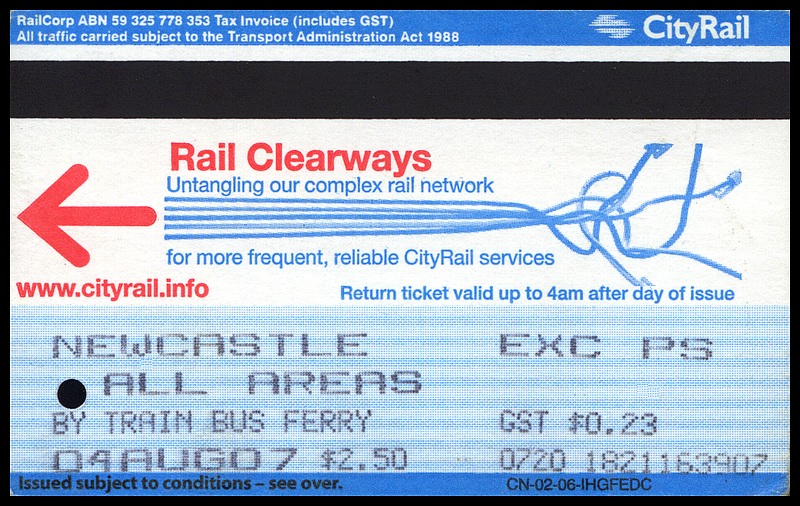 RailCorp ABN 59 325 778 353 Tax Invoice (includes GST)
All traffic carried subject to the Transport Administration Act 1988
CityRail
Rail Clearways
Untangling our complex rail network
for more frequent, reliable CityRail services
www.cityrail.info
Return ticket valid up to 4am after day of issue
NEWCASTLE EXC PS
ALL AREAS
BY TRAIN BUS FERRY GST $0.23
04AUG07 $2.50 0720 1821163907
Issued subject to conditions – see over. CN-02-06-IHGFEDC